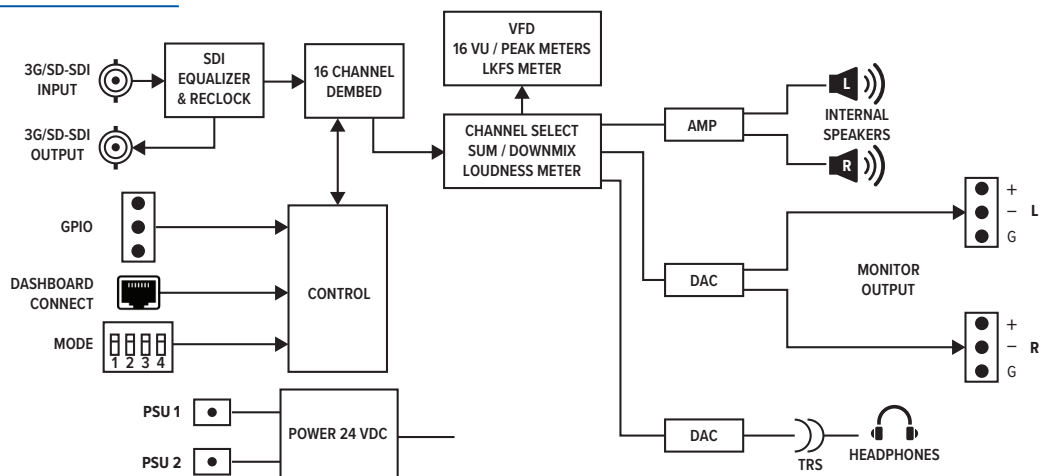 3G/SD-SDI
INPUT
SDI
EQUALIZER
& RECLOCK
16 CHANNEL
DEMBED
VFD
16 VU / PEAK METERS
LKFS METER
3G/SD-SDI
OUTPUT
CHANNEL SELECT
SUM / DOWNMIX
LOUDNESS METER
AMP
L
INTERNAL
SPEAKERS
R
GPIO
DASHBOARD
CONNECT
MODE
1 2 3 4
CONTROL
DAC
MONITOR
OUTPUT
+
− L
G
+
− R
G
PSU 1
PSU 2
POWER 24 VDC
DAC
TRS
HEADPHONES